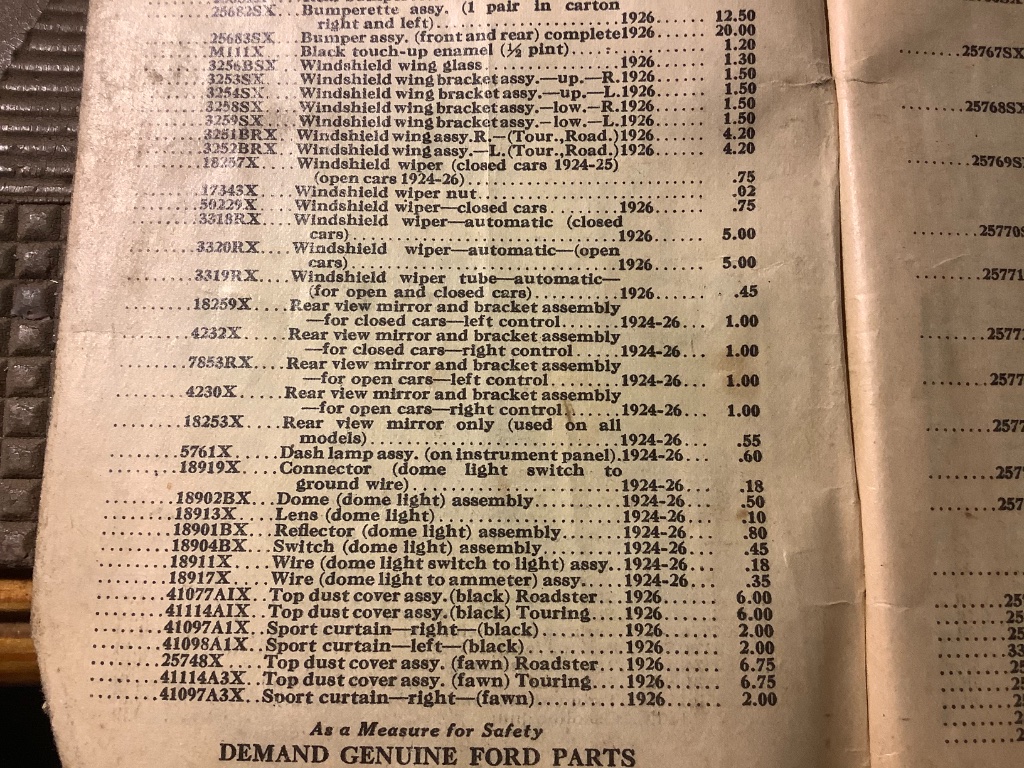 25682SX....Bumperette assy. (1 pair in carton
right and left)..........................1926...... 12.50
25683SX...Bumper assy. (front and rear) complete1926...... 20.00
M111X....Black touch-up enamel (½ pint).................... 1.20
3256BSX...Windshield wing glass.....................1926...... 1.30
3253SX....Windshield wing bracket assy.—up.—R.1926...... 1.50
3254SX....Windshield wing bracket assy.—up.—L.1926...... 1.50
3258SX....Windshield wing bracket assy.—low.—R.1926...... 1.50
3259SX....Windshield wing bracket assy.—low.—L.1926...... 1.50
3251BRX...Windshield wing assy.R.—(Tour.,Road.)1926...... 4.20
3252BRX...Windshield wing assy.—L.(Tour.,Road.)1926...... 4.20
18257X.....Windshield wiper (closed cars 1924-25)
(open cars 1924-26)................................. .75
17343X.....Windshield wiper nut............................. .02
50229X.....Windshield wiper—closed cars..........1926...... .75
3318RX....Windshield wiper—automatic (closed
cars).......................................1926...... 5.00
3320RX....Windshield wiper—automatic—(open
cars).......................................1926...... 5.00
3319RX....Windshield wiper tube—automatic—
(for open and closed cars)............1926...... .45
18259X....Rear view mirror and bracket assembly
—for closed cars—left control......1924-26... 1.00
4232X.....Rear view mirror and bracket assembly
—for closed cars—right control....1924-26... 1.00
7853RX....Rear view mirror and bracket assembly
—for open cars—left control.........1924-26... 1.00
4230X.....Rear view mirror and bracket assembly
—for open cars—right control.......1924-26... 1.00
18253X.....Rear view mirror only (used on all
models)...............................1924-26... .55
5761X......Dash lamp assy. (on instrument panel).1924-26... .60
18919X.....Connector (dome light switch to
ground wire)..........................1924-26... .18
18902BX...Dome (dome light) assembly...........1924-26... .50
18913X.....Lens (dome light).......................1924-26... .10
18901BX...Reflector (dome light) assembly.......1924-26... .80
18904BX...Switch (dome light) assembly..........1924-26... .45
18911X.....Wire (dome light switch to light) assy..1924-26... .18
18917X.....Wire (dome light to ammeter) assy....1924-26... .35
41077A1X...Top dust cover assy.(black) Roadster...1926...... 6.00
41114A1X...Top dust cover assy.(black) Touring....1926...... 6.00
41097A1X..Sport curtain—right—(black)............1926...... 2.00
41098A1X..Sport curtain—left—(black).............1926...... 2.00
25748X.....Top dust cover assy. (fawn) Roadster...1926...... 6.75
41114A3X...Top dust cover assy. (fawn) Touring....1926...... 6.75
41097A3X..Sport curtain—right—(fawn)............1926...... 2.00
As a Measure for Safety
DEMAND GENUINE FORD PARTS
25767SX
25768SX